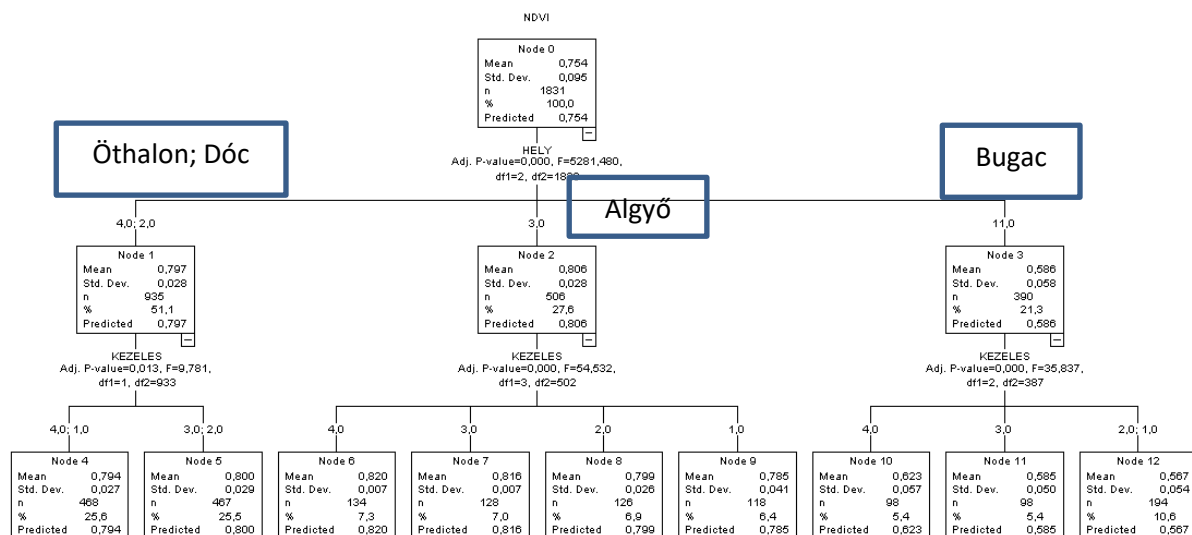 NDVI
Node 0
Mean 0,754
Std. Dev. 0,095
n 1831
% 100,0
Predicted 0,754
HELY
Adj. P-value=0,000, F=5281,480,
df1=2,
Öthalon; Dóc
Algyő
Bugac
4,0; 2,0
3,0
11,0
Node 1
Mean 0,797
Std. Dev. 0,028
n 935
% 51,1
Predicted 0,797
KEZELES
Adj. P-value=0,013, F=9,781,
df1=1, df2=933
Node 2
Mean 0,806
Std. Dev. 0,028
n 506
% 27,6
Predicted 0,806
KEZELES
Adj. P-value=0,000, F=54,532,
df1=3, df2=502
Node 3
Mean 0,586
Std. Dev. 0,058
n 390
% 21,3
Predicted 0,586
KEZELES
Adj. P-value=0,000, F=35,837,
df1=2, df2=387
4,0; 1,0
3,0; 2,0
4,0
3,0
2,0
1,0
4,0
3,0
2,0; 1,0
Node 4
Mean 0,794
Std. Dev. 0,027
n 468
% 25,6
Predicted 0,794
Node 5
Mean 0,800
Std. Dev. 0,029
n 467
% 25,5
Predicted 0,800
Node 6
Mean 0,820
Std. Dev. 0,007
n 134
% 7,3
Predicted 0,820
Node 7
Mean 0,816
Std. Dev. 0,007
n 128
% 7,0
Predicted 0,816
Node 8
Mean 0,799
Std. Dev. 0,026
n 126
% 6,9
Predicted 0,799
Node 9
Mean 0,785
Std. Dev. 0,041
n 118
% 6,4
Predicted 0,785
Node 10
Mean 0,623
Std. Dev. 0,057
n 98
% 5,4
Predicted 0,623
Node 11
Mean 0,585
Std. Dev. 0,050
n 98
% 5,4
Predicted 0,585
Node 12
Mean 0,567
Std. Dev. 0,054
n 194
% 10,6
Predicted 0,567